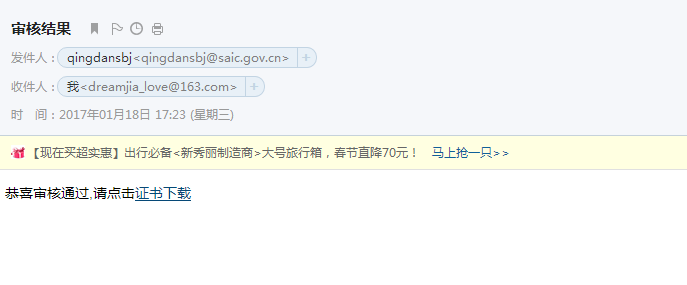 审核结果
发件人：qingdansbj<qingdansbj@saic.gov.cn> +
收件人：我<dreamjia_love@163.com> +
时 间：2017年01月18日 17:23 (星期三)
【现在买超实惠】出行必备<新秀丽制造商>大号旅行箱，春节直降70元！ 马上抢一只>>
恭喜审核通过,请点击证书下载